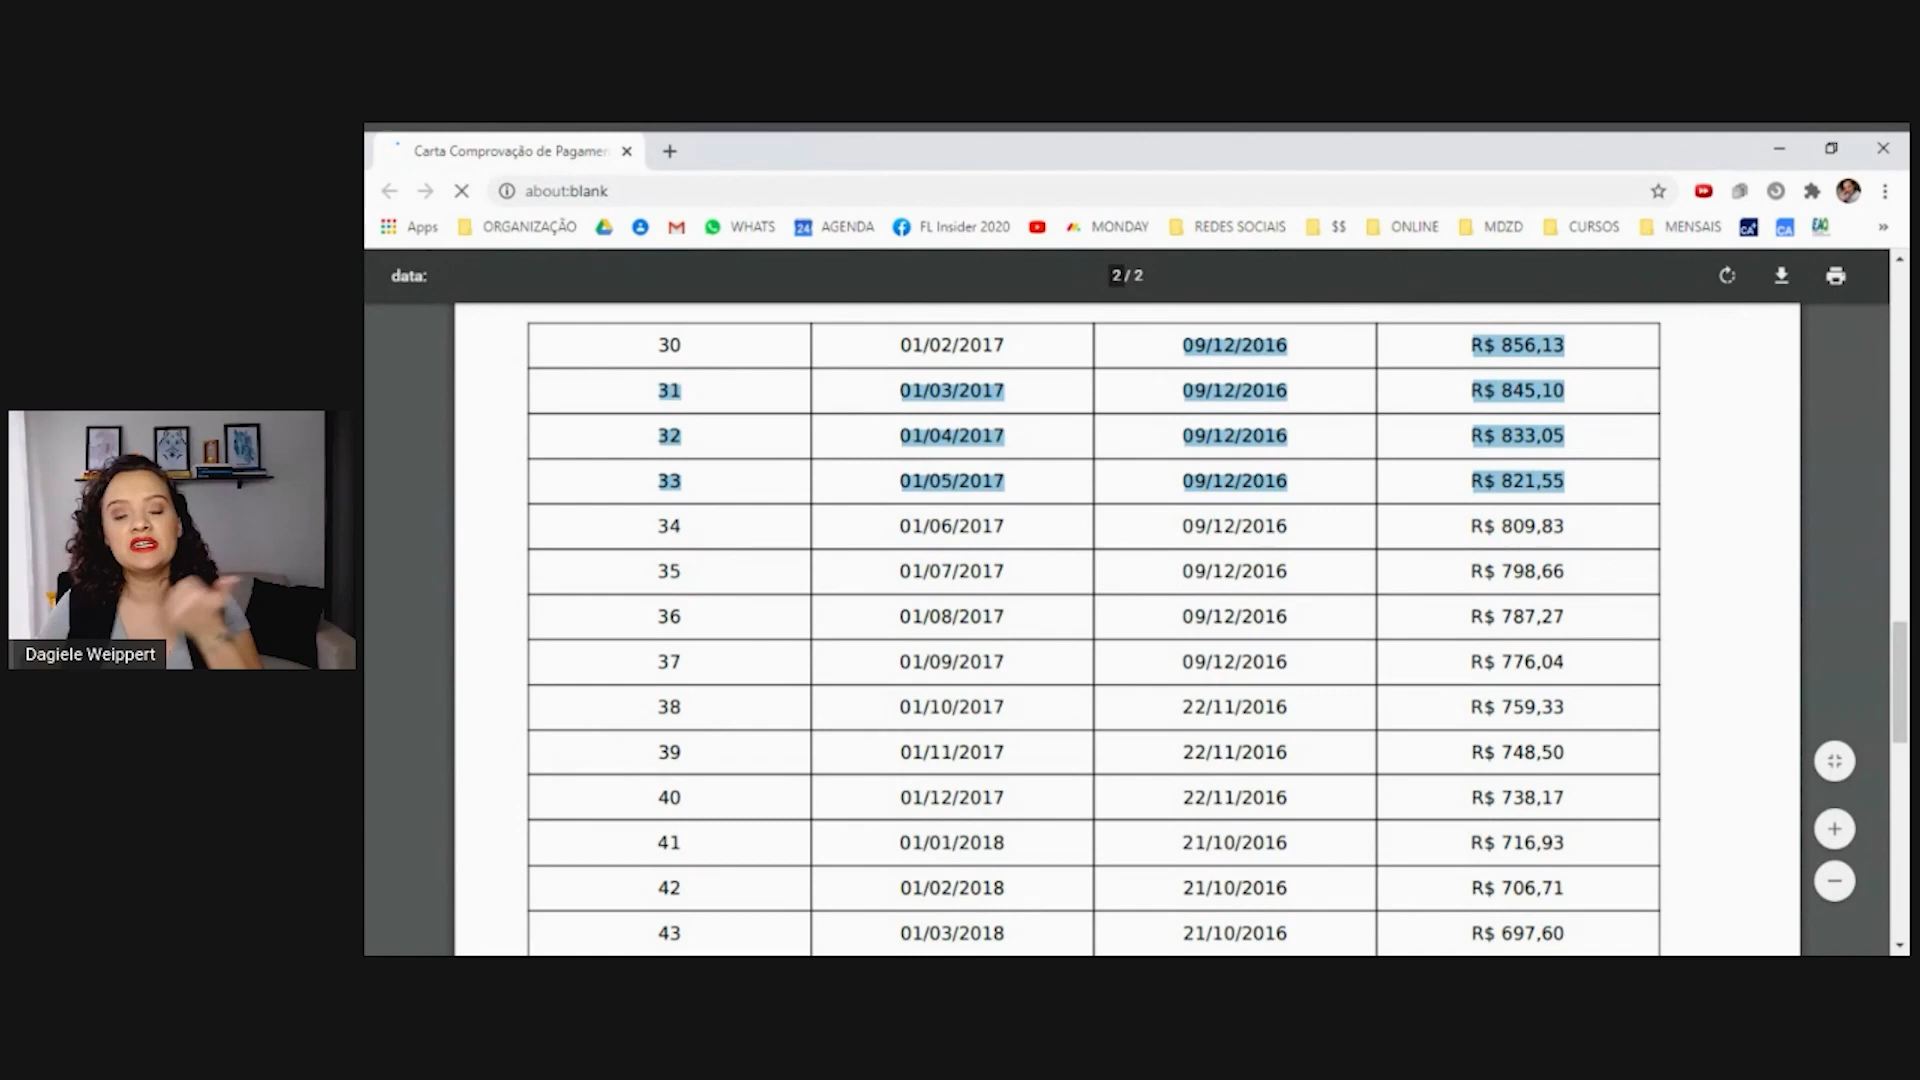 Carta Comprovação de Pagamen
about:blank
Apps ORGANIZAÇÃO WHATS 24 AGENDA FL Insider 2020 MONDAY REDES SOCIAIS $$ ONLINE MDZD CURSOS MENSAIS CA CA EAQ »
data: 2 / 2
30 01/02/2017 09/12/2016 R$ 856,13
31 01/03/2017 09/12/2016 R$ 845,10
32 01/04/2017 09/12/2016 R$ 833,05
33 01/05/2017 09/12/2016 R$ 821,55
34 01/06/2017 09/12/2016 R$ 809,83
35 01/07/2017 09/12/2016 R$ 798,66
36 01/08/2017 09/12/2016 R$ 787,27
37 01/09/2017 09/12/2016 R$ 776,04
38 01/10/2017 22/11/2016 R$ 759,33
39 01/11/2017 22/11/2016 R$ 748,50
40 01/12/2017 22/11/2016 R$ 738,17
41 01/01/2018 21/10/2016 R$ 716,93
42 01/02/2018 21/10/2016 R$ 706,71
43 01/03/2018 21/10/2016 R$ 697,60
Dagiele Weippert